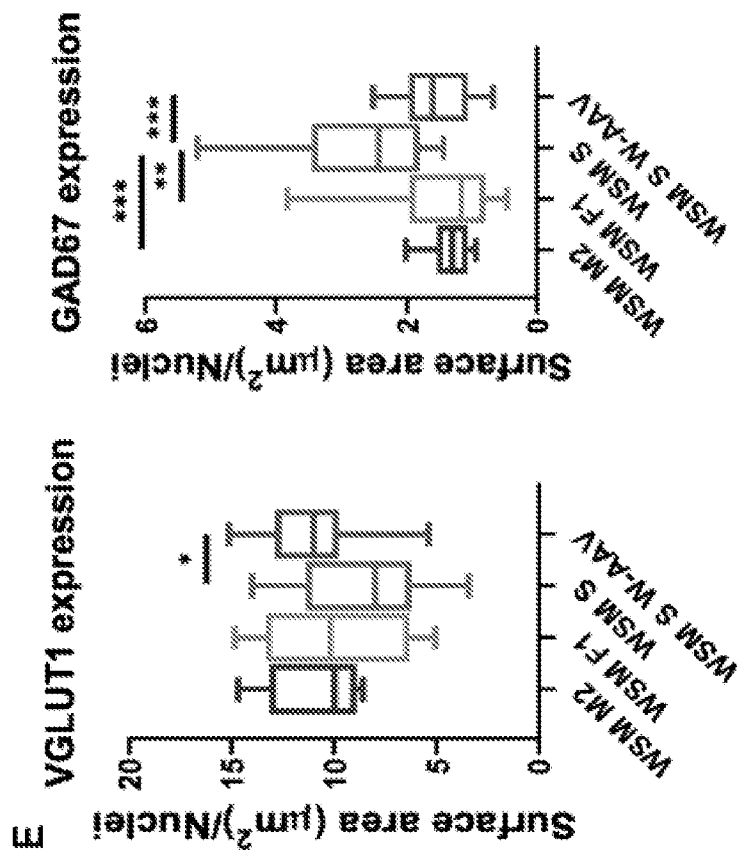 E
VGLUT1 expression
Surface area (μm²)/Nuclei
20
15
10
5
0
*
WSM M2
WSM F1
WSM S
WSM S W-AAV
GAD67 expression
Surface area (μm²)/Nuclei
6
4
2
0
***
**
***
WSM M2
WSM F1
WSM S
WSM S W-AAV